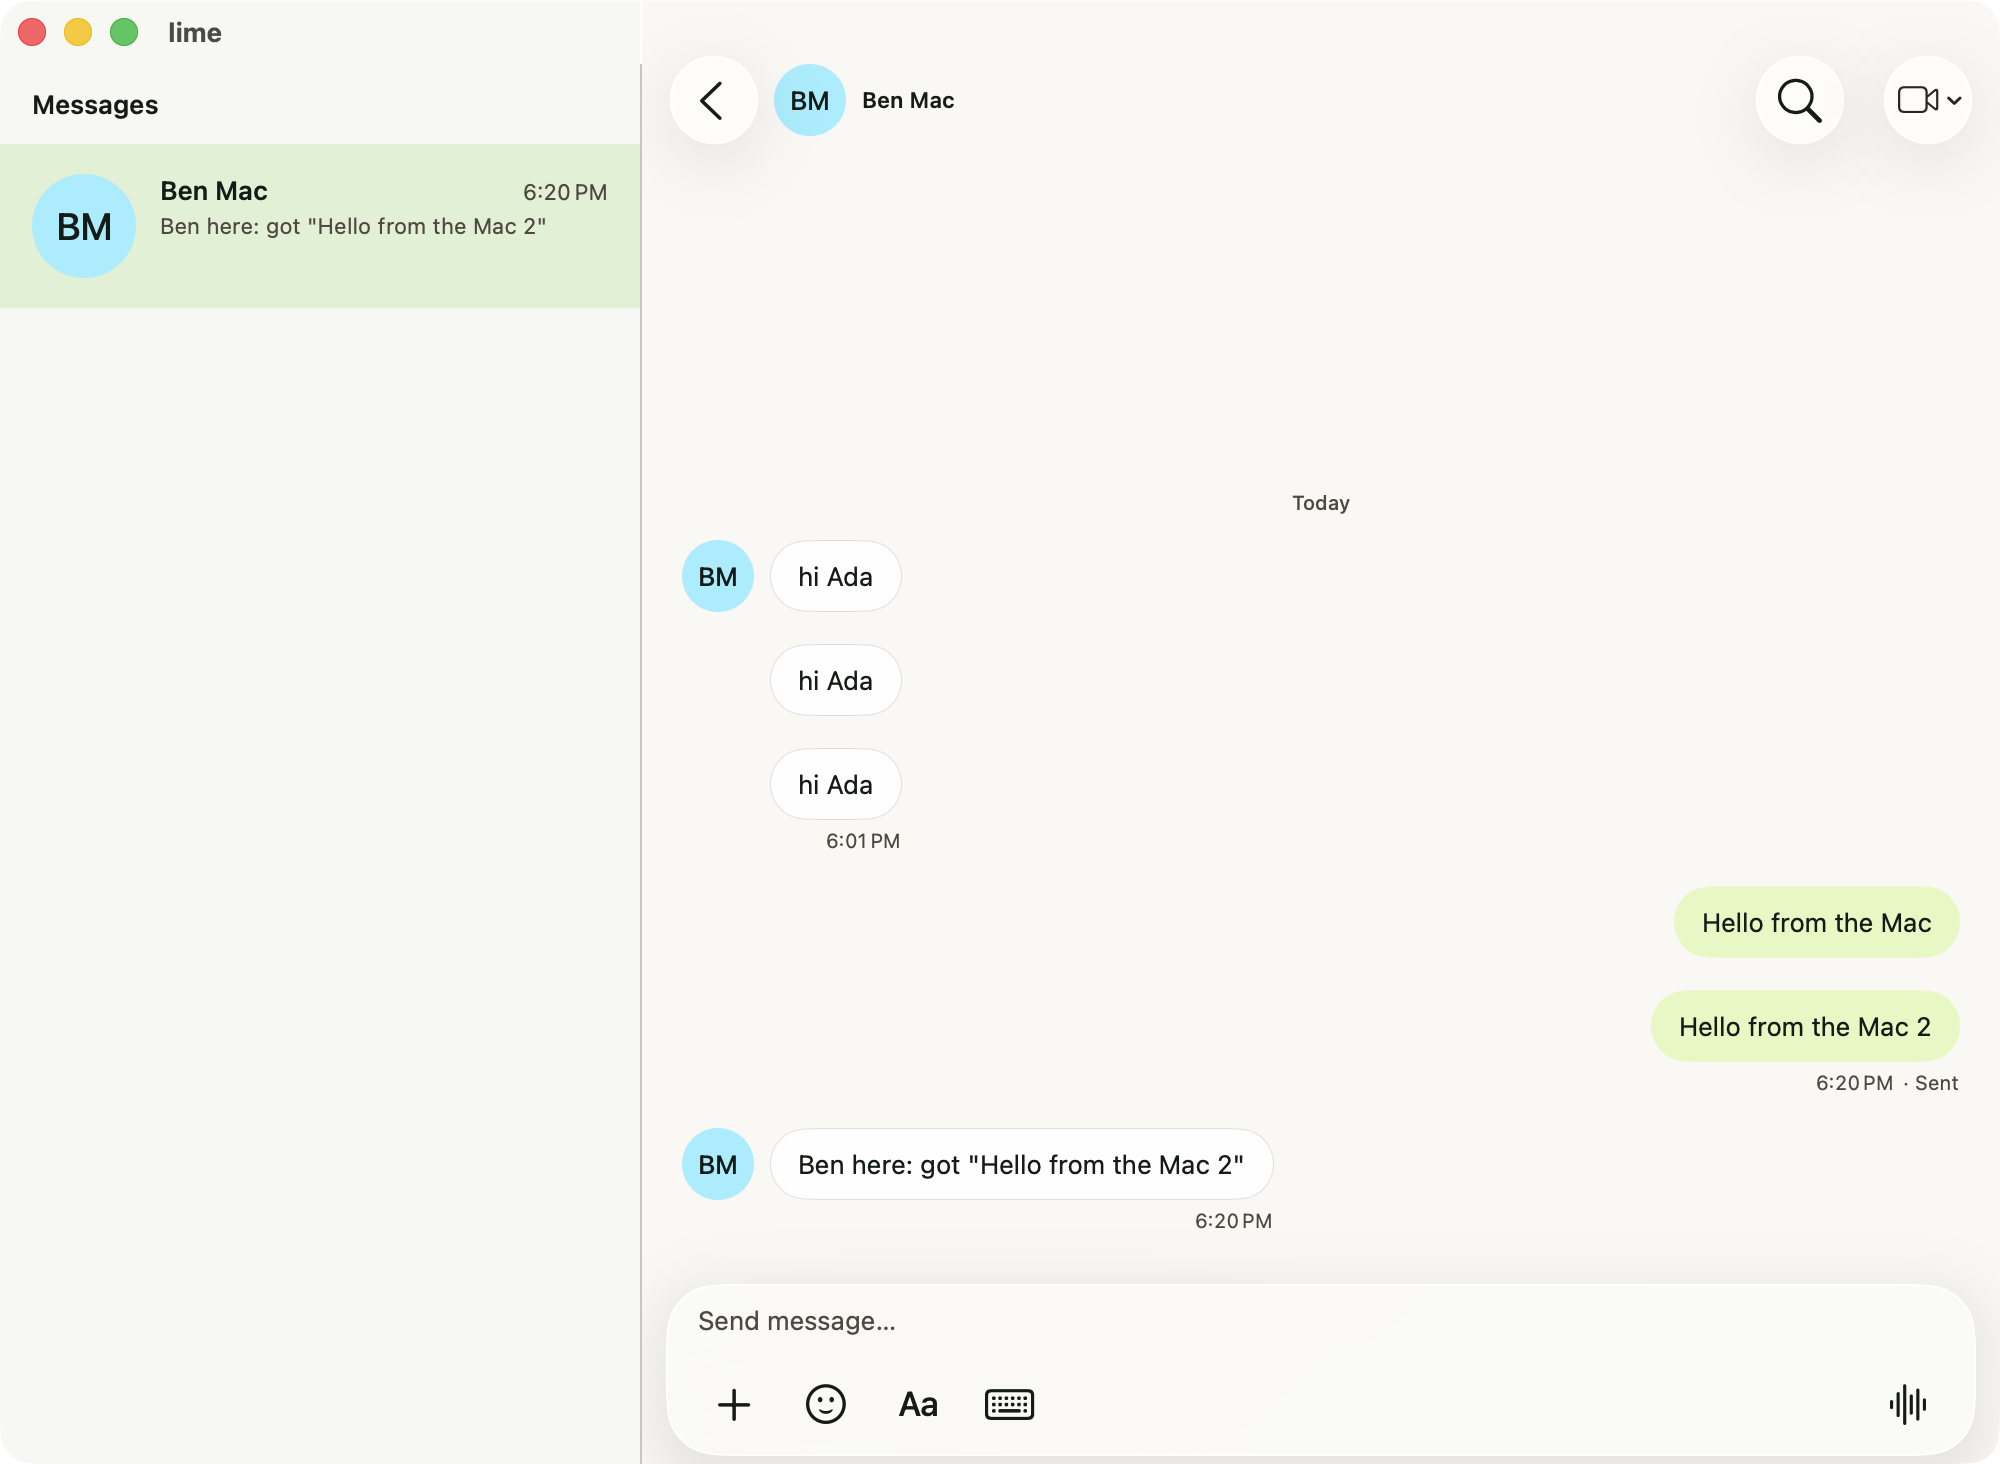 lime
Messages
BM
Ben Mac
6:20 PM
Ben here: got "Hello from the Mac 2"
BM
Ben Mac
Today
BM
hi Ada
hi Ada
hi Ada
6:01 PM
Hello from the Mac
Hello from the Mac 2
6:20 PM · Sent
BM
Ben here: got "Hello from the Mac 2"
6:20 PM
Send message...
Aa